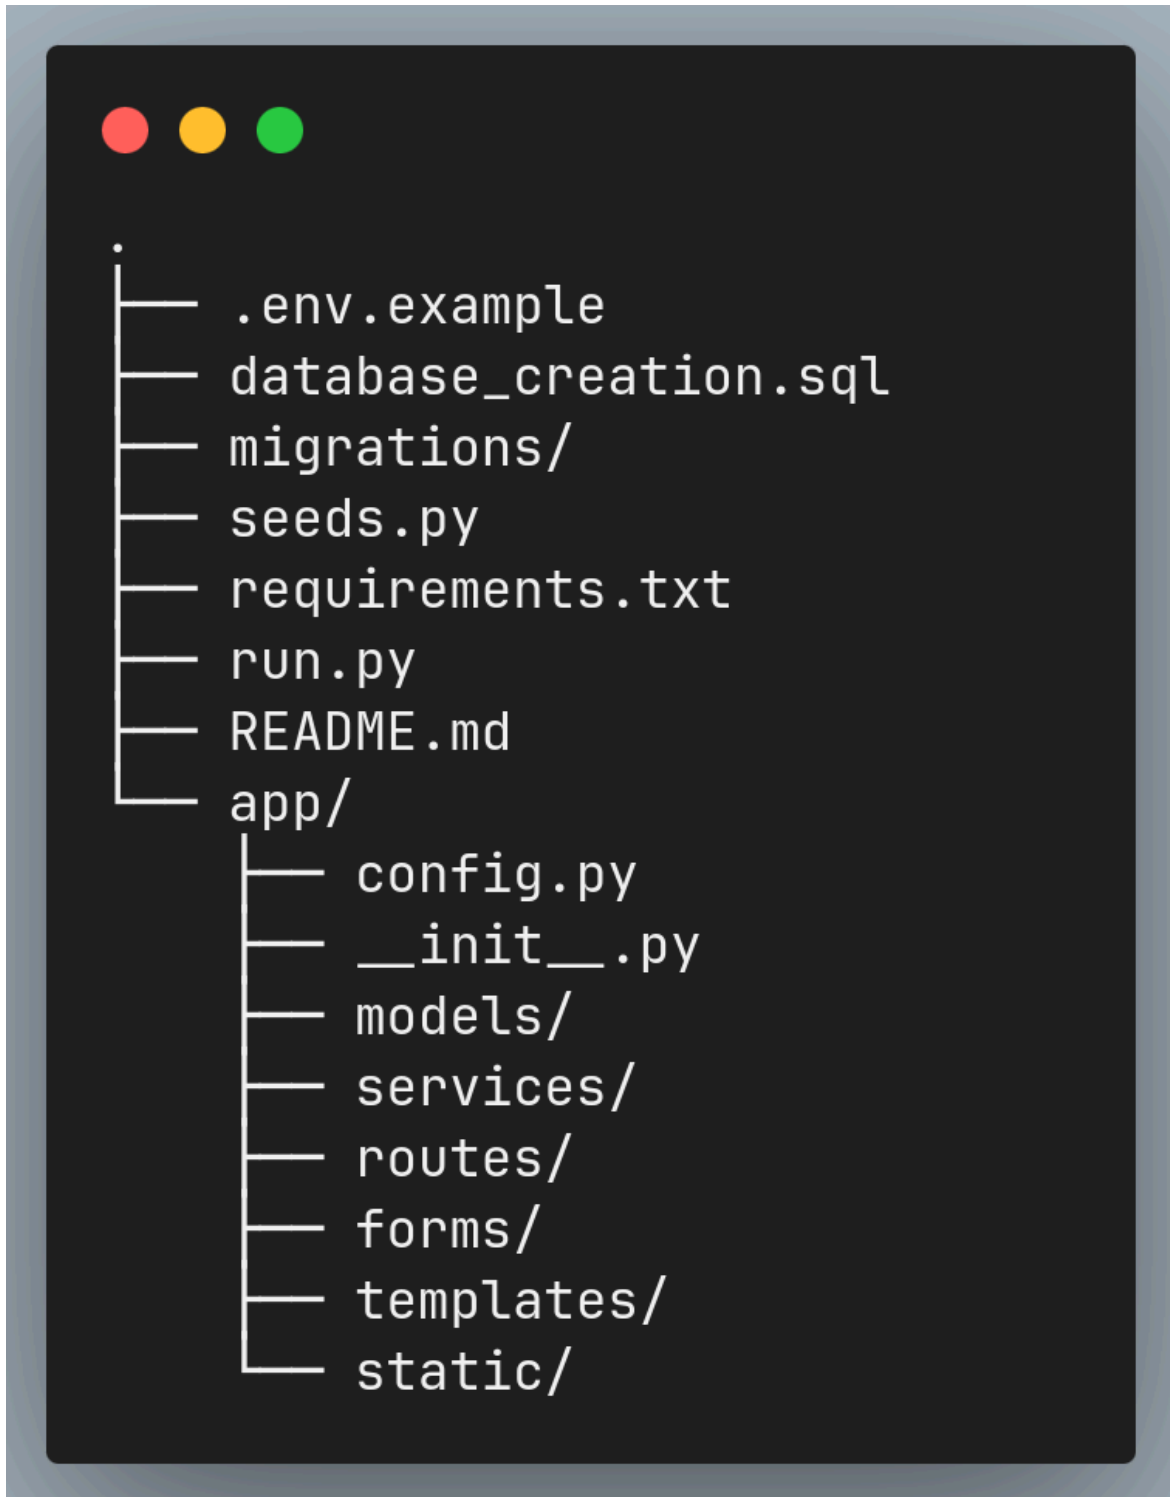 .
├── .env.example
├── database_creation.sql
├── migrations/
├── seeds.py
├── requirements.txt
├── run.py
├── README.md
└── app/
    ├── config.py
    ├── __init__.py
    ├── models/
    ├── services/
    ├── routes/
    ├── forms/
    ├── templates/
    └── static/